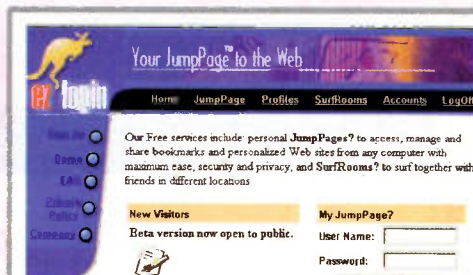 Your JumpPage™ to the Web
ez login
Home JumpPage Profiles SurfRooms Accounts LogOff
Our Free services include: personal JumpPages? to access, manage and
share bookmarks and personalized Web sites from any computer with
maximum ease, security and privacy, and SurfRooms? to surf together with
friends in different locations
Demo
Privacy
Policy
Company
New Visitors
Beta version now open to public.
My JumpPage?
User Name:
Password: